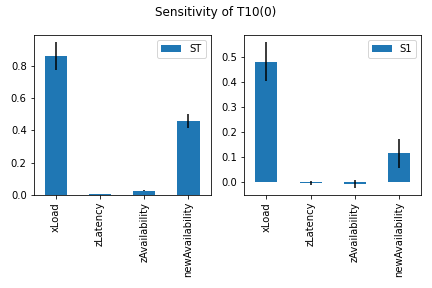 Sensitivity of T10(0)
ST
0.8
0.6
0.4
0.2
0.0
xLoad
zLatency
zAvailability
newAvailability
S1
0.5
0.4
0.3
0.2
0.1
0.0
xLoad
zLatency
zAvailability
newAvailability